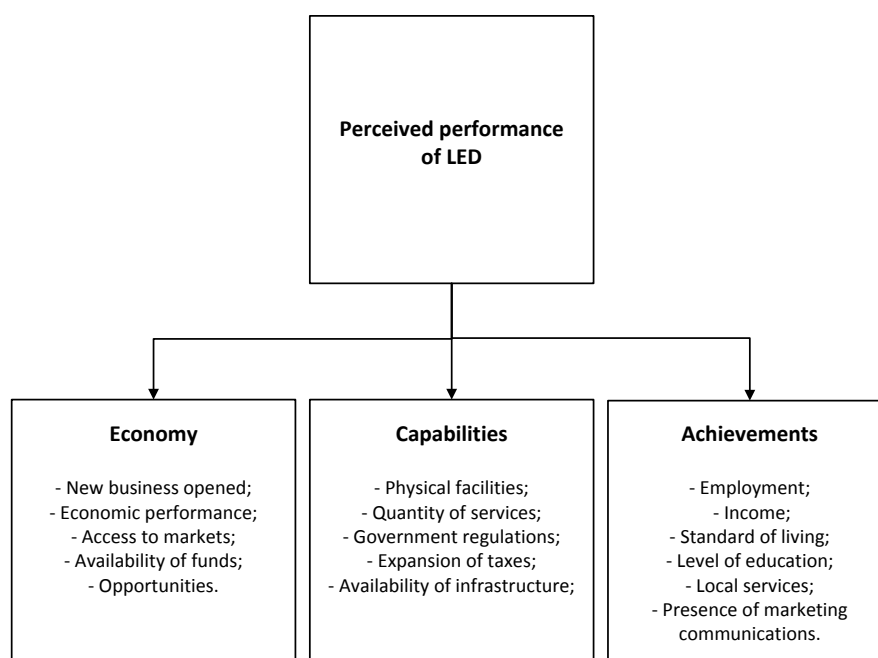 Perceived performance
of LED
Economy
- New business opened;
- Economic performance;
- Access to markets;
- Availability of funds;
- Opportunities.
Capabilities
- Physical facilities;
- Quantity of services;
- Government regulations;
- Expansion of taxes;
- Availability of infrastructure;
Achievements
- Employment;
- Income;
- Standard of living;
- Level of education;
- Local services;
- Presence of marketing
communications.